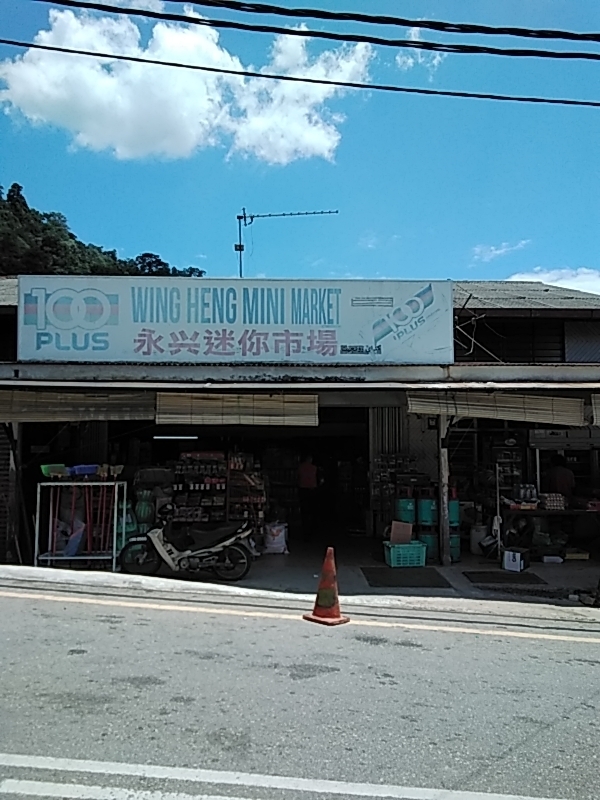 100 PLUS
WING HENG MINI MARKET
永兴迷你市場
100 PLUS